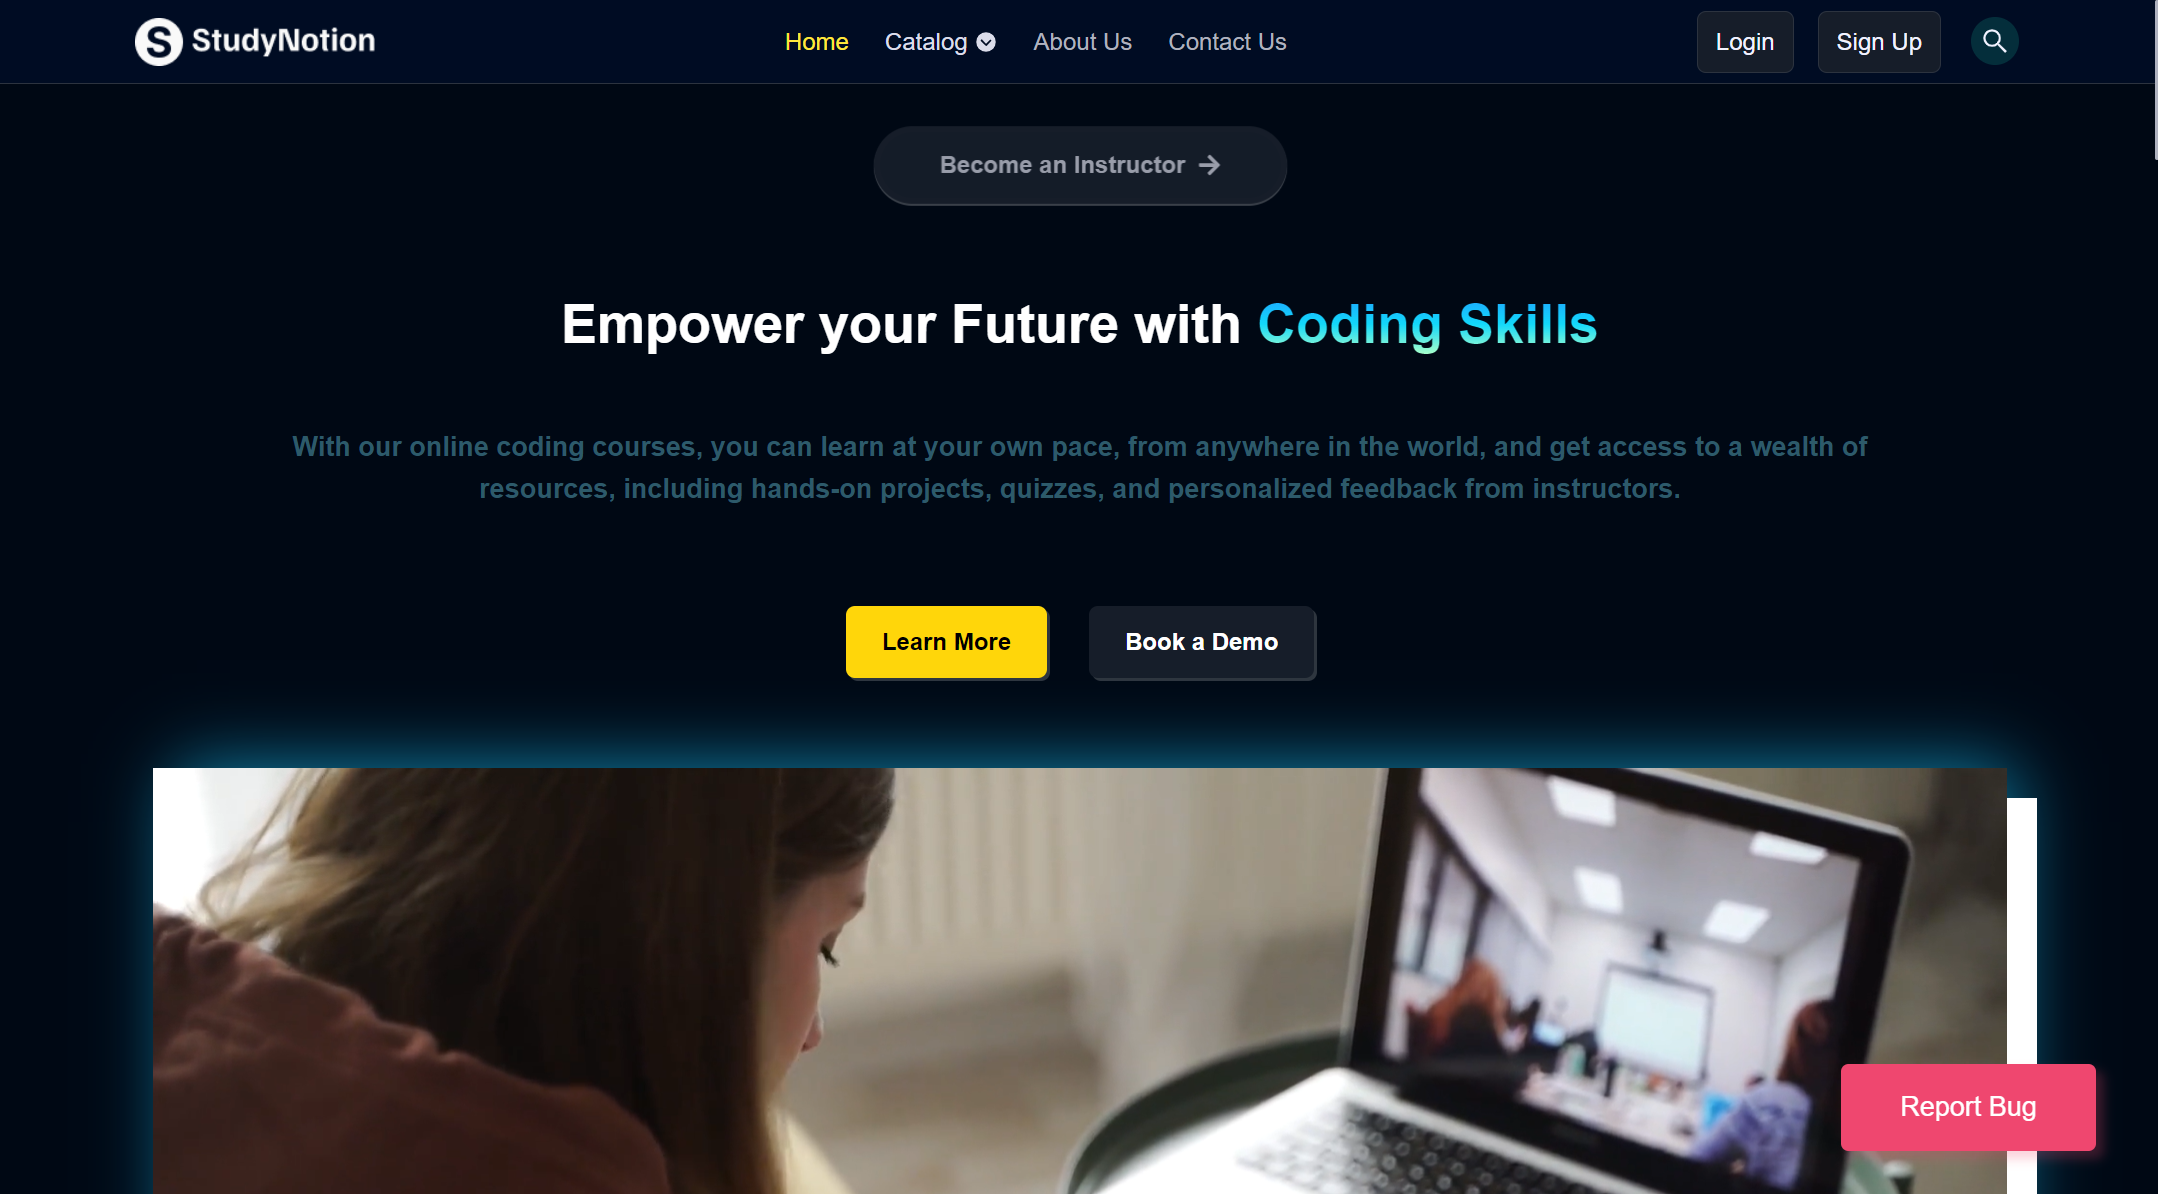 StudyNotion
Home Catalog About Us Contact Us
Login Sign Up
Become an Instructor
Empower your Future with Coding Skills
With our online coding courses, you can learn at your own pace, from anywhere in the world, and get access to a wealth of
resources, including hands-on projects, quizzes, and personalized feedback from instructors.
Learn More Book a Demo
Report Bug